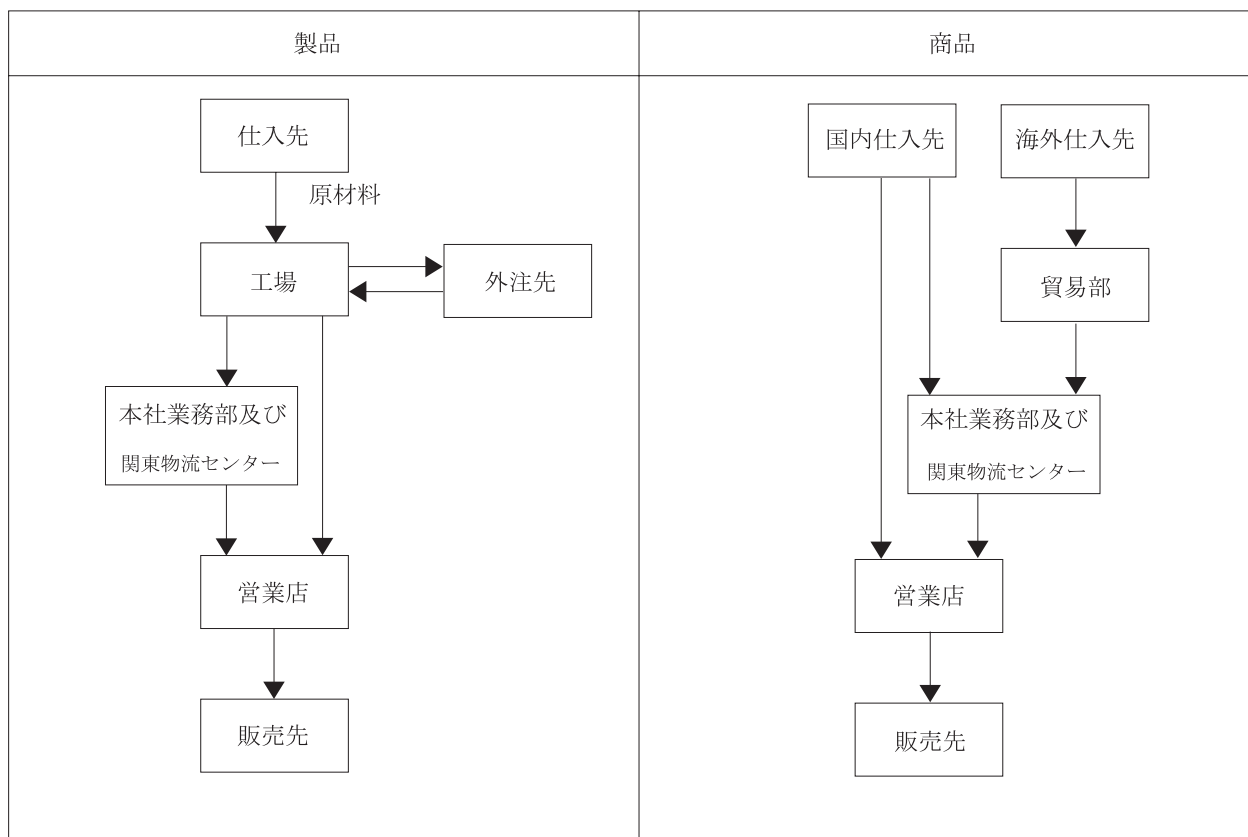 製品
仕入先
原材料
工場
外注先
本社業務部及び
関東物流センター
営業店
販売先
商品
国内仕入先
海外仕入先
貿易部
本社業務部及び
関東物流センター
営業店
販売先